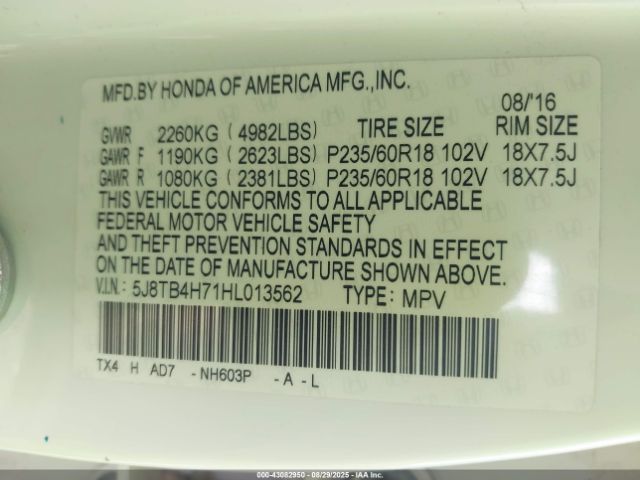 MFD.BY HONDA OF AMERICA MFG.,INC.
08/'16
GVWR 2260KG ( 4982LBS) TIRE SIZE RIM SIZE
GAWR F 1190KG ( 2623LBS) P235/60R18 102V 18X7.5J
GAWR R 1080KG ( 2381LBS) P235/60R18 102V 18X7.5J
THIS VEHICLE CONFORMS TO ALL APPLICABLE
FEDERAL MOTOR VEHICLE SAFETY
AND THEFT PREVENTION STANDARDS IN EFFECT
ON THE DATE OF MANUFACTURE SHOWN ABOVE.
V.I.N.: 5J8TB4H71HL013562 TYPE: MPV
TX4 H AD7 -NH603P -A-L
000-43082950 - 08/29/2025 - IAA Inc.